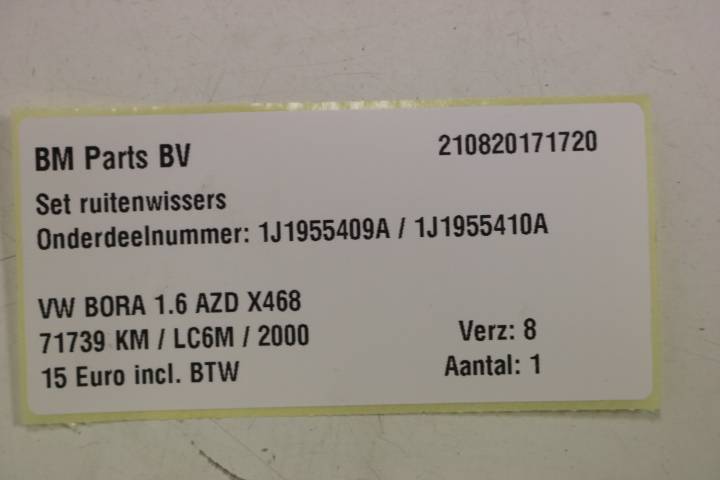 BM Parts BV 210820171720
Set ruitenwissers
Onderdeelnummer: 1J1955409A / 1J1955410A
VW BORA 1.6 AZD X468
71739 KM / LC6M / 2000 Verz: 8
15 Euro incl. BTW Aantal: 1